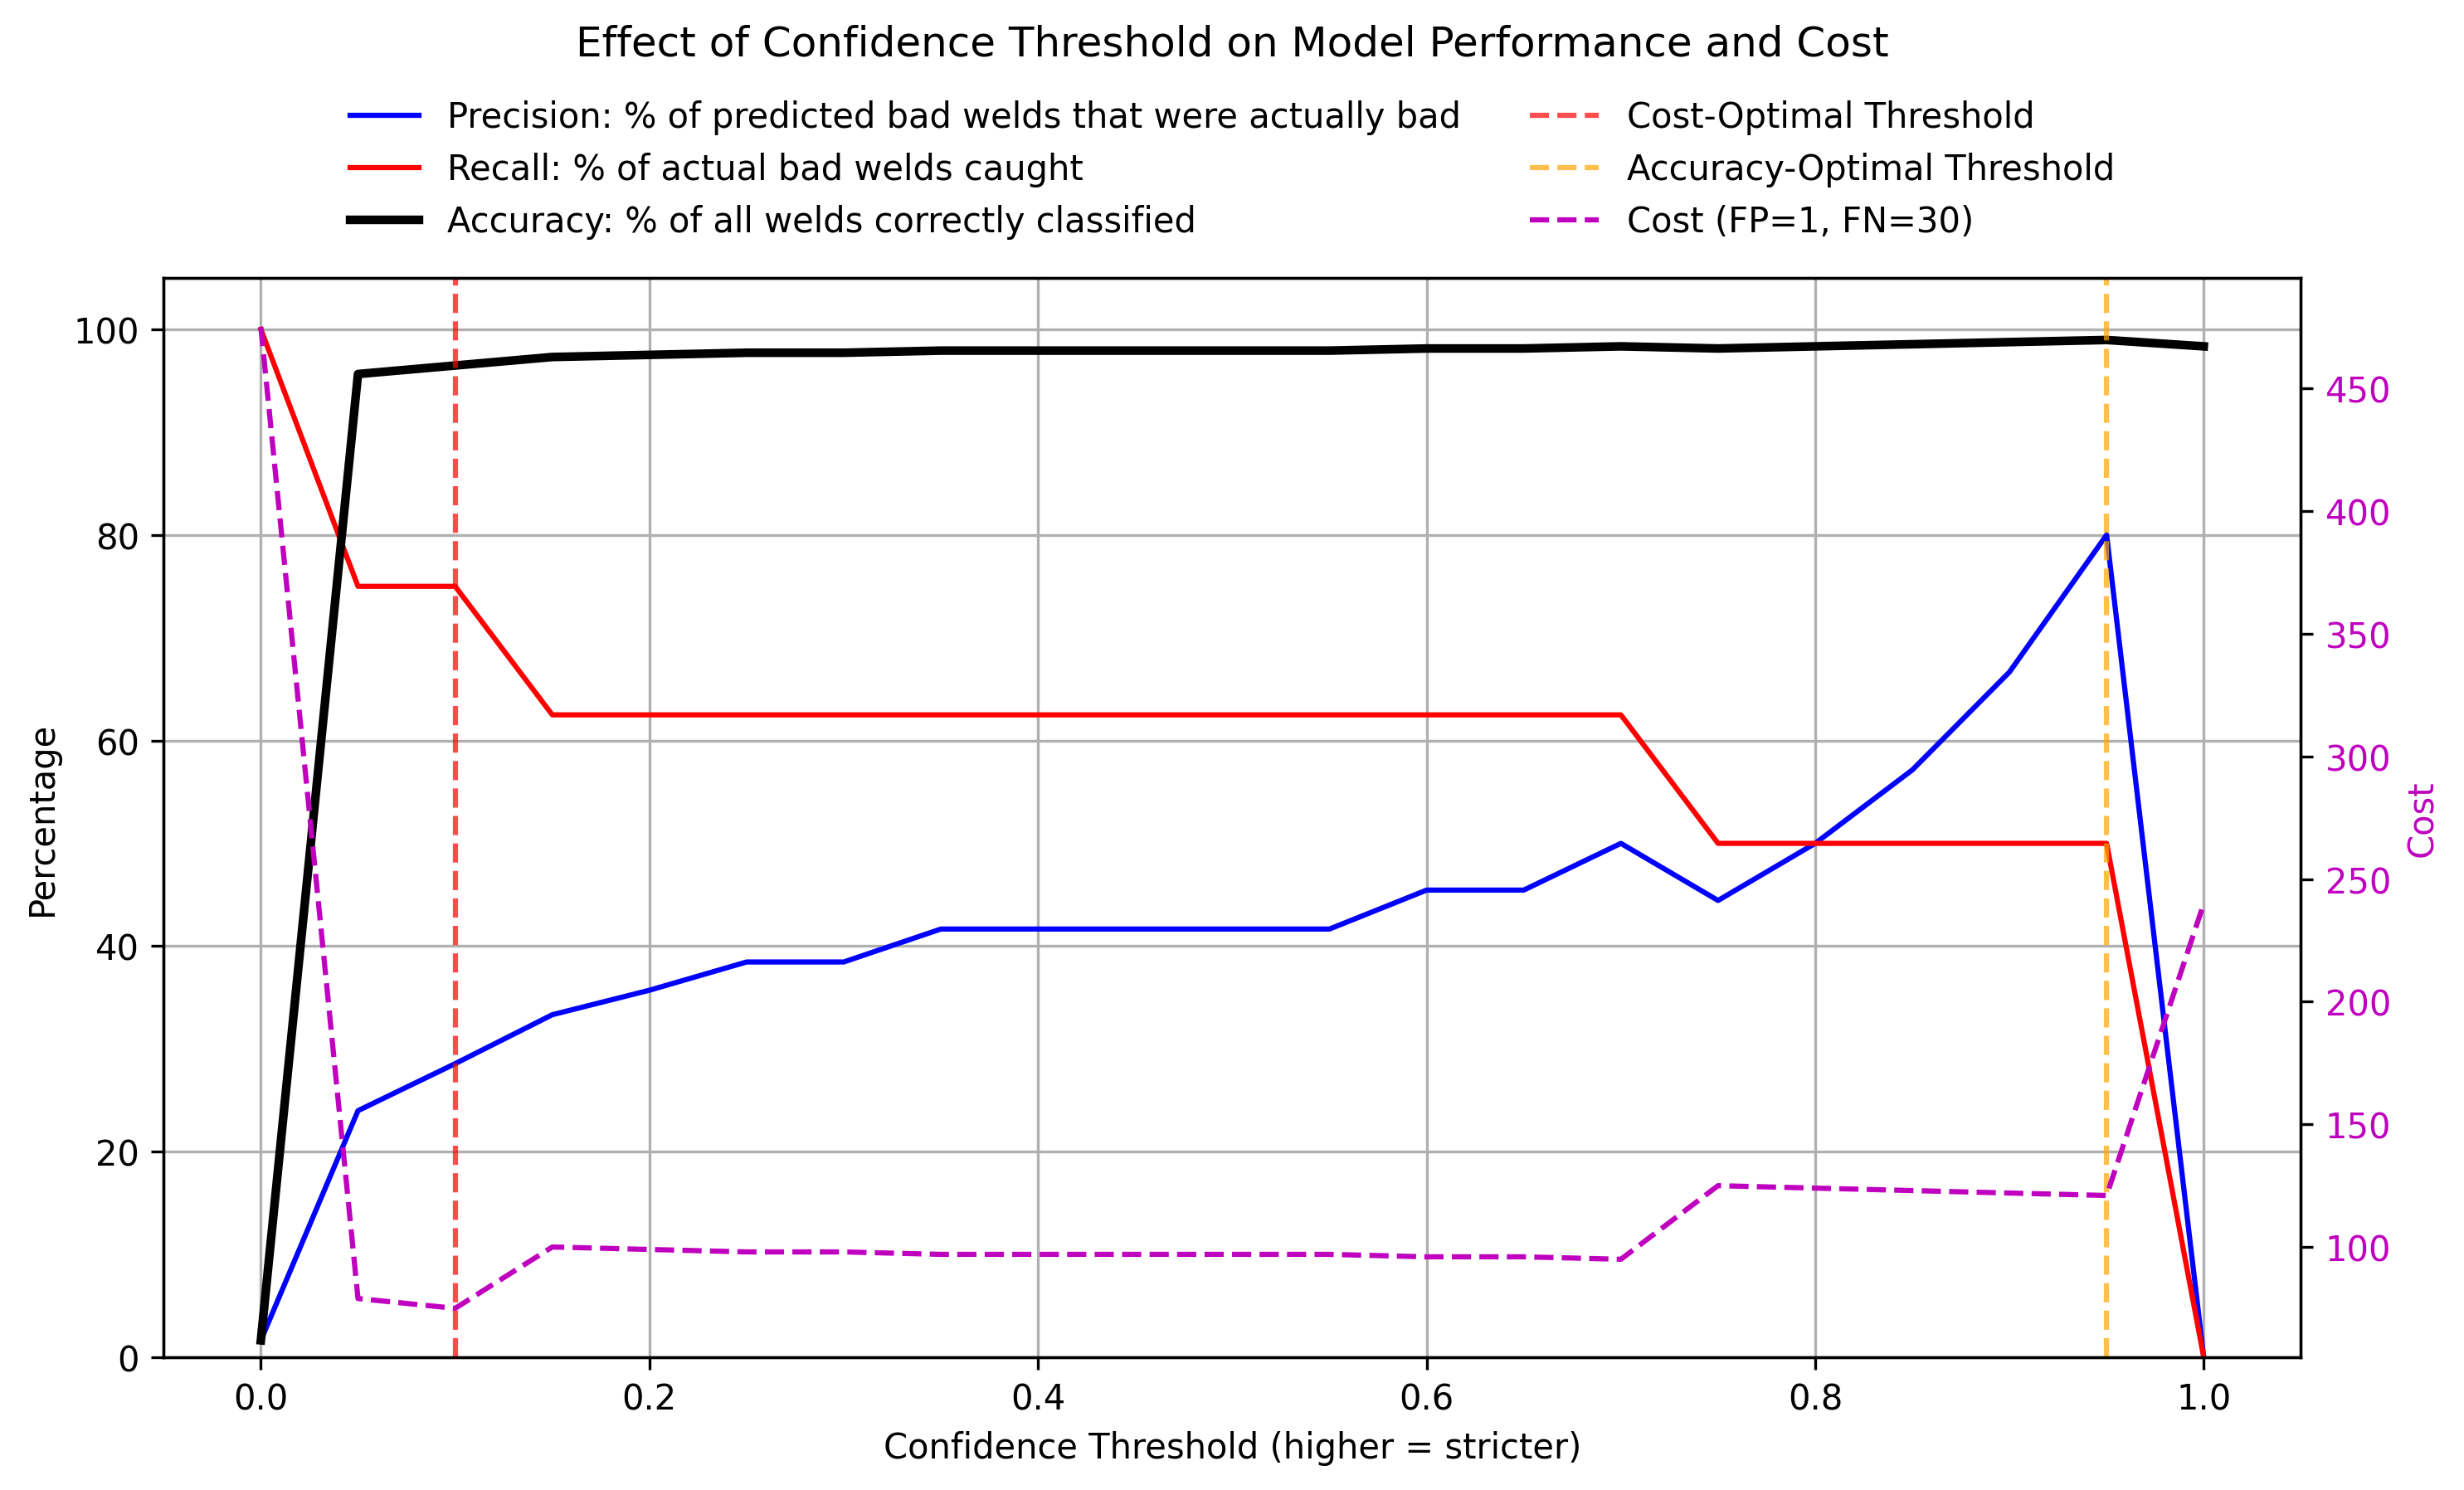 Effect of Confidence Threshold on Model Performance and Cost
Precision: % of predicted bad welds that were actually bad
Recall: % of actual bad welds caught
Accuracy: % of all welds correctly classified
Cost-Optimal Threshold
Accuracy-Optimal Threshold
Cost (FP=1, FN=30)
Percentage
100
80
60
40
20
0
0.0
0.2
0.4
0.6
0.8
1.0
Confidence Threshold (higher = stricter)
450
400
350
300
250
200
150
100
Cost